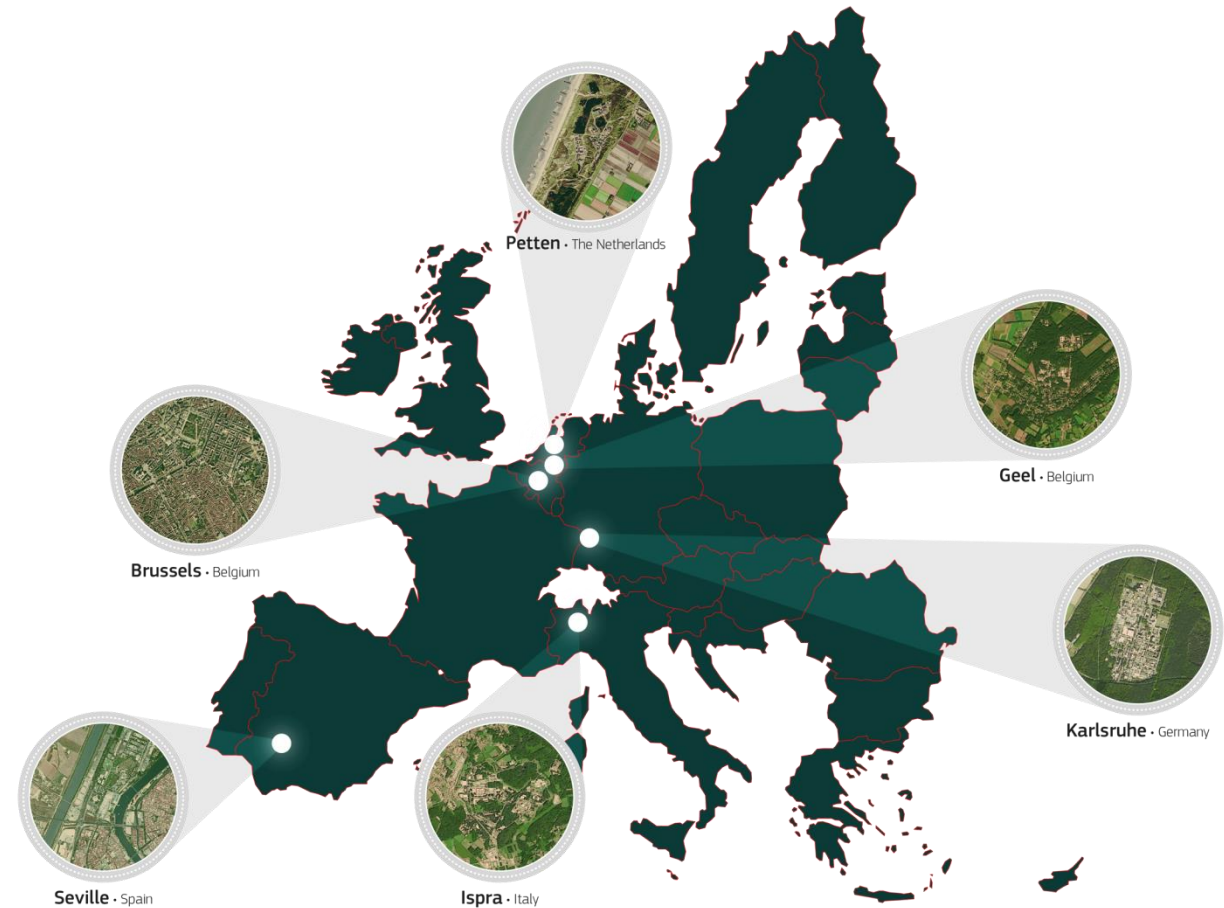 Petten · The Netherlands
Geel · Belgium
Brussels · Belgium
Karlsruhe · Germany
Seville · Spain
Ispra · Italy